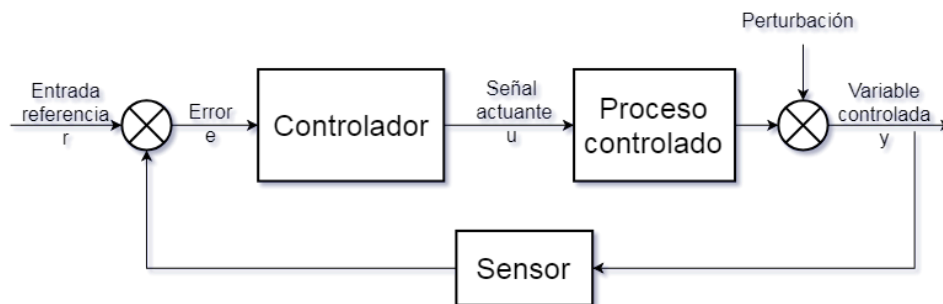 Perturbación
Entrada
referencia
r
Error
e
Controlador
Señal
actuante
u
Proceso
controlado
Variable
controlada
y
Sensor